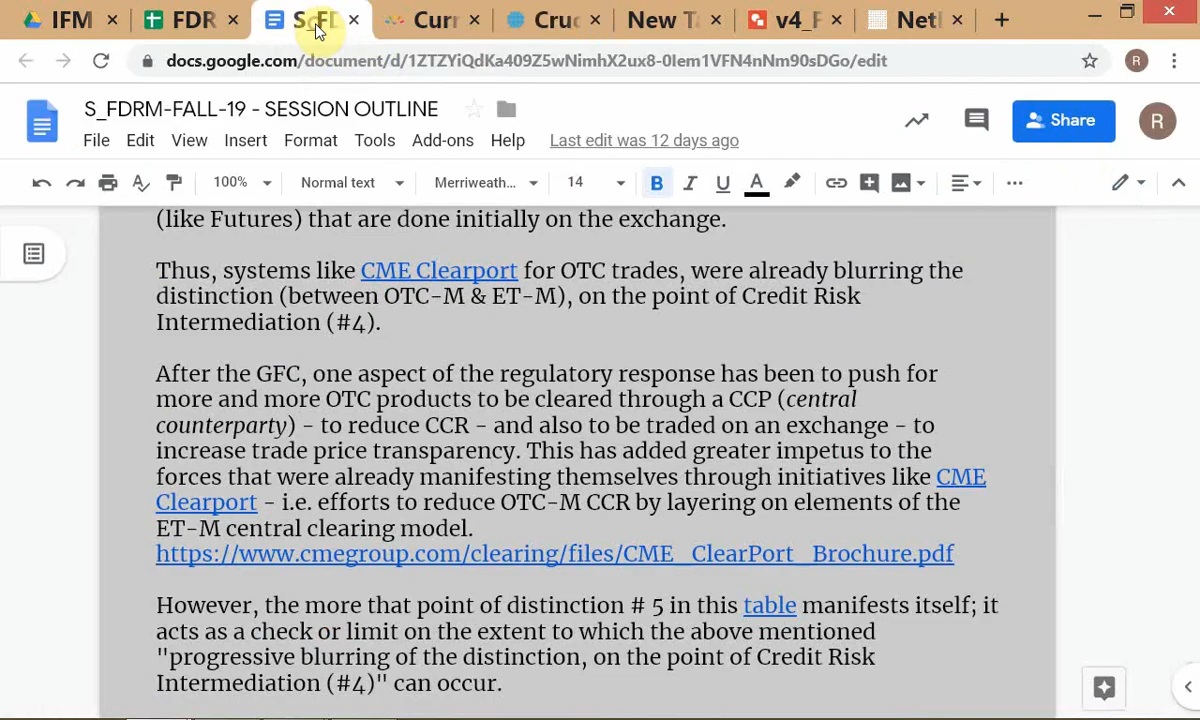 IFM
FDR
S_FD
Curr
Cruc
New T
v4_F
Netl
docs.google.com/document/d/1ZTZYiQdKa409Z5wNimhX2ux8-0Iem1VFN4nNm90sDGo/edit
R
S_FDRM-FALL-19 - SESSION OUTLINE
Share
R
File Edit View Insert Format Tools Add-ons Help Last edit was 12 days ago
100% Normal text Merriweath... 14 B I U A
(like Futures) that are done initially on the exchange.
Thus, systems like CME Clearport for OTC trades, were already blurring the
distinction (between OTC-M & ET-M), on the point of Credit Risk
Intermediation (#4).
After the GFC, one aspect of the regulatory response has been to push for
more and more OTC products to be cleared through a CCP (central
counterparty) - to reduce CCR - and also to be traded on an exchange - to
increase trade price transparency. This has added greater impetus to the
forces that were already manifesting themselves through initiatives like CME
Clearport - i.e. efforts to reduce OTC-M CCR by layering on elements of the
ET-M central clearing model.
https://www.cmegroup.com/clearing/files/CME_ClearPort_Brochure.pdf
However, the more that point of distinction # 5 in this table manifests itself; it
acts as a check or limit on the extent to which the above mentioned
"progressive blurring of the distinction, on the point of Credit Risk
Intermediation (#4)" can occur.